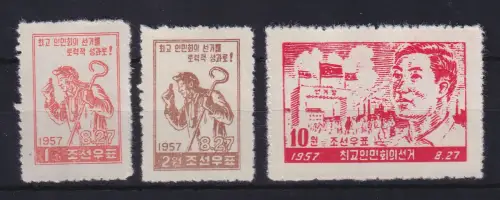 최고 인민회의 선거를
로력적 성과로!
1957 8.27
1원 조선우표
최고 인민회의 선거를
로력적 성과로!
1957 8.27
2원 조선우표
10원 조선우표
1957 최고인민회의선거 8.27